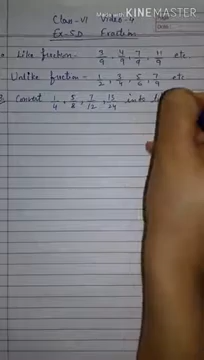 Made with
KINEMASTER
Class-VI Video-4
Ex-5D Fraction
Like fraction - 3/9, 4/9, 7/9, 11/9 etc
Unlike fraction - 1/2, 3/4, 5/6, 7/9 etc
Convert 1/4, 5/8, 7/12, 13/24 into